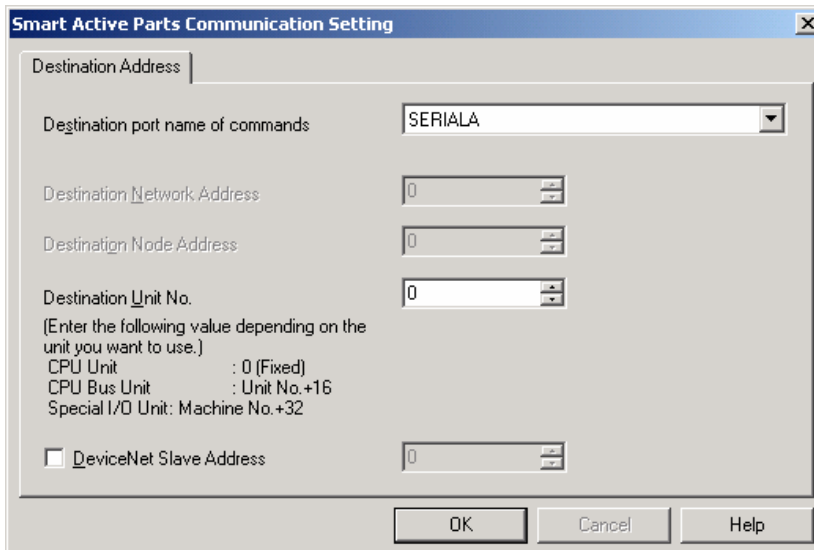 Smart Active Parts Communication Setting
Destination Address
Destination port name of commands
SERIALA
Destination Network Address
0
Destination Node Address
0
Destination Unit No.
0
(Enter the following value depending on the
unit you want to use.)
CPU Unit : 0 (Fixed)
CPU Bus Unit : Unit No.+16
Special I/O Unit: Machine No.+32
DeviceNet Slave Address
0
OK
Cancel
Help